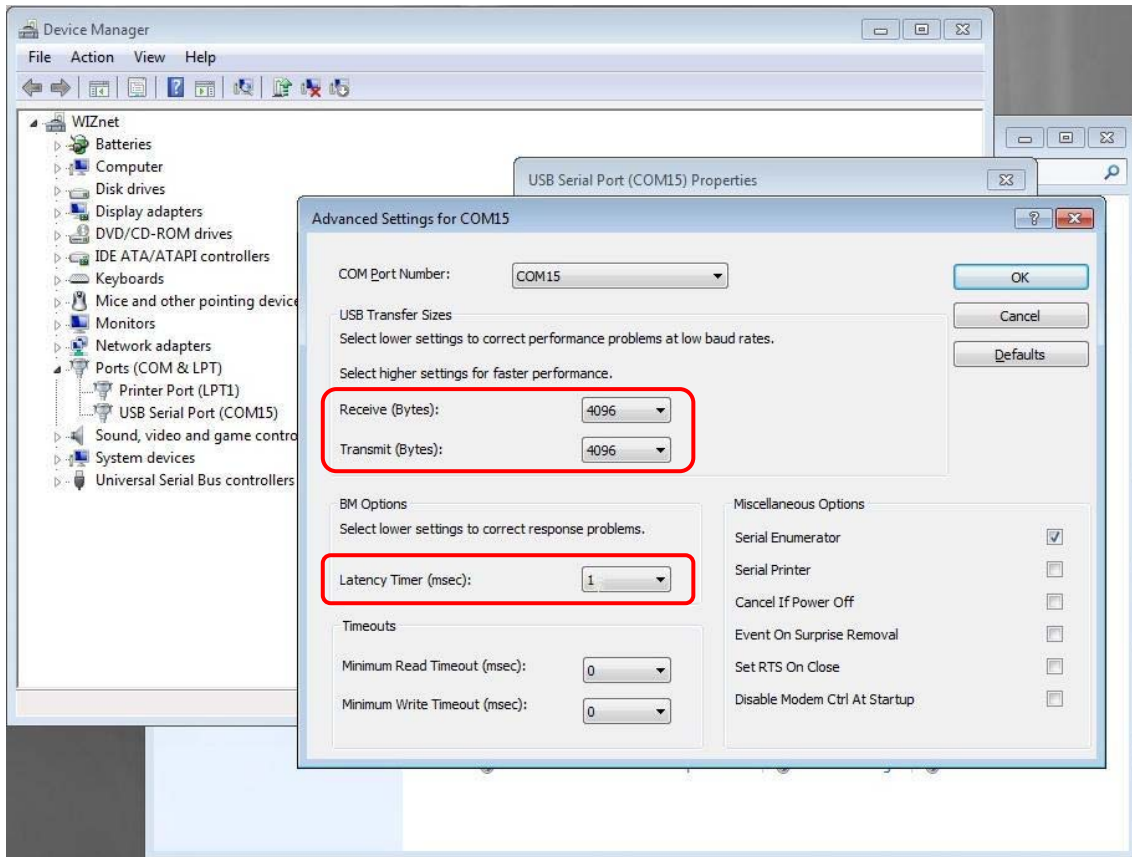 Device Manager
File Action View Help
WIZnet
Batteries
Computer
Disk drives
Display adapters
DVD/CD-ROM drives
IDE ATA/ATAPI controllers
Keyboards
Mice and other pointing device
Monitors
Network adapters
Ports (COM & LPT)
Printer Port (LPT1)
USB Serial Port (COM15)
Sound, video and game contro
System devices
Universal Serial Bus controllers
USB Serial Port (COM15) Properties
Advanced Settings for COM15
COM Port Number: COM15
OK
Cancel
Defaults
USB Transfer Sizes
Select lower settings to correct performance problems at low baud rates.
Select higher settings for faster performance.
Receive (Bytes): 4096
Transmit (Bytes): 4096
BM Options
Select lower settings to correct response problems.
Latency Timer (msec): 1
Timeouts
Minimum Read Timeout (msec): 0
Minimum Write Timeout (msec): 0
Miscellaneous Options
Serial Enumerator
Serial Printer
Cancel If Power Off
Event On Surprise Removal
Set RTS On Close
Disable Modem Ctrl At Startup